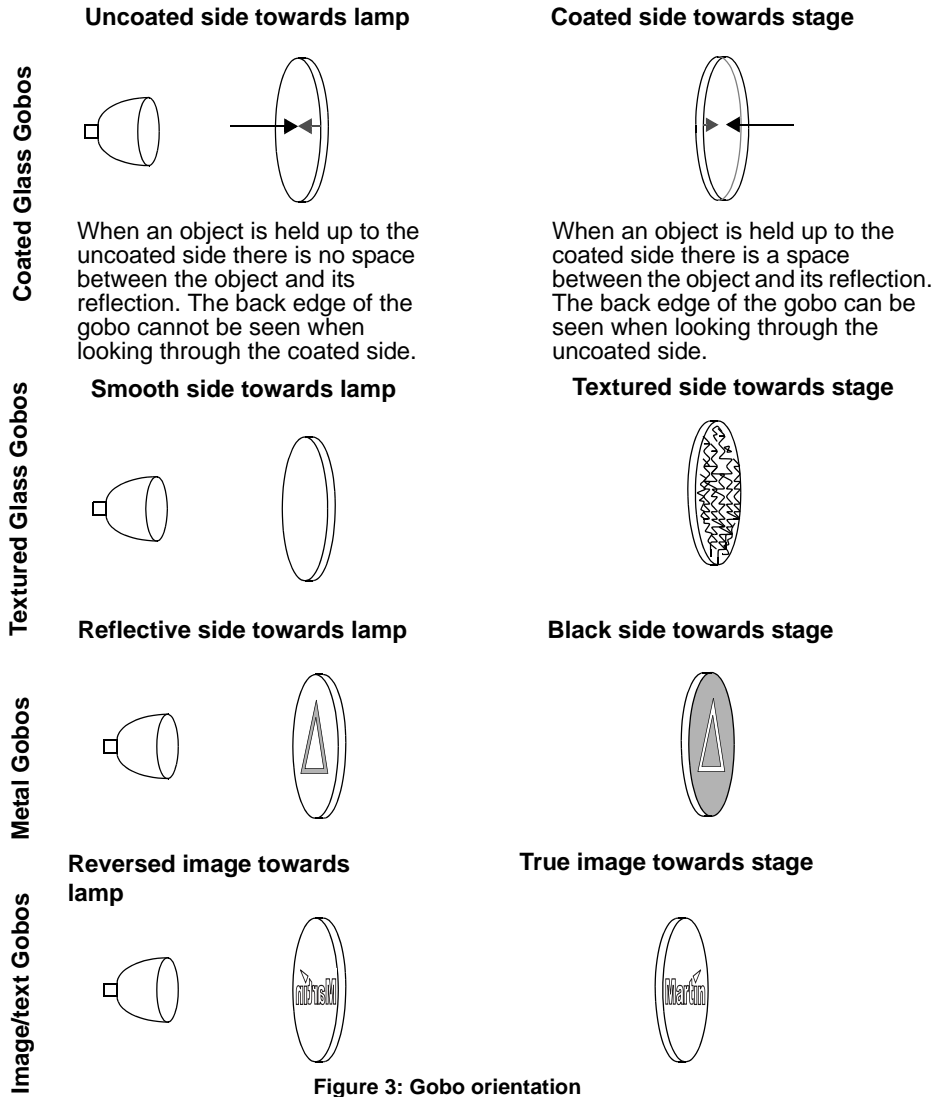 Uncoated side towards lamp
Coated side towards stage
Coated Glass Gobos
When an object is held up to the
uncoated side there is no space
between the object and its
reflection. The back edge of the
gobo cannot be seen when
looking through the coated side.
When an object is held up to the
coated side there is a space
between the object and its reflection.
The back edge of the gobo can be
seen when looking through the
uncoated side.
Textured Glass Gobos
Smooth side towards lamp
Textured side towards stage
Metal Gobos
Reflective side towards lamp
Black side towards stage
Image/text Gobos
Reversed image towards
lamp
True image towards stage
Martin
Martin
Figure 3: Gobo orientation